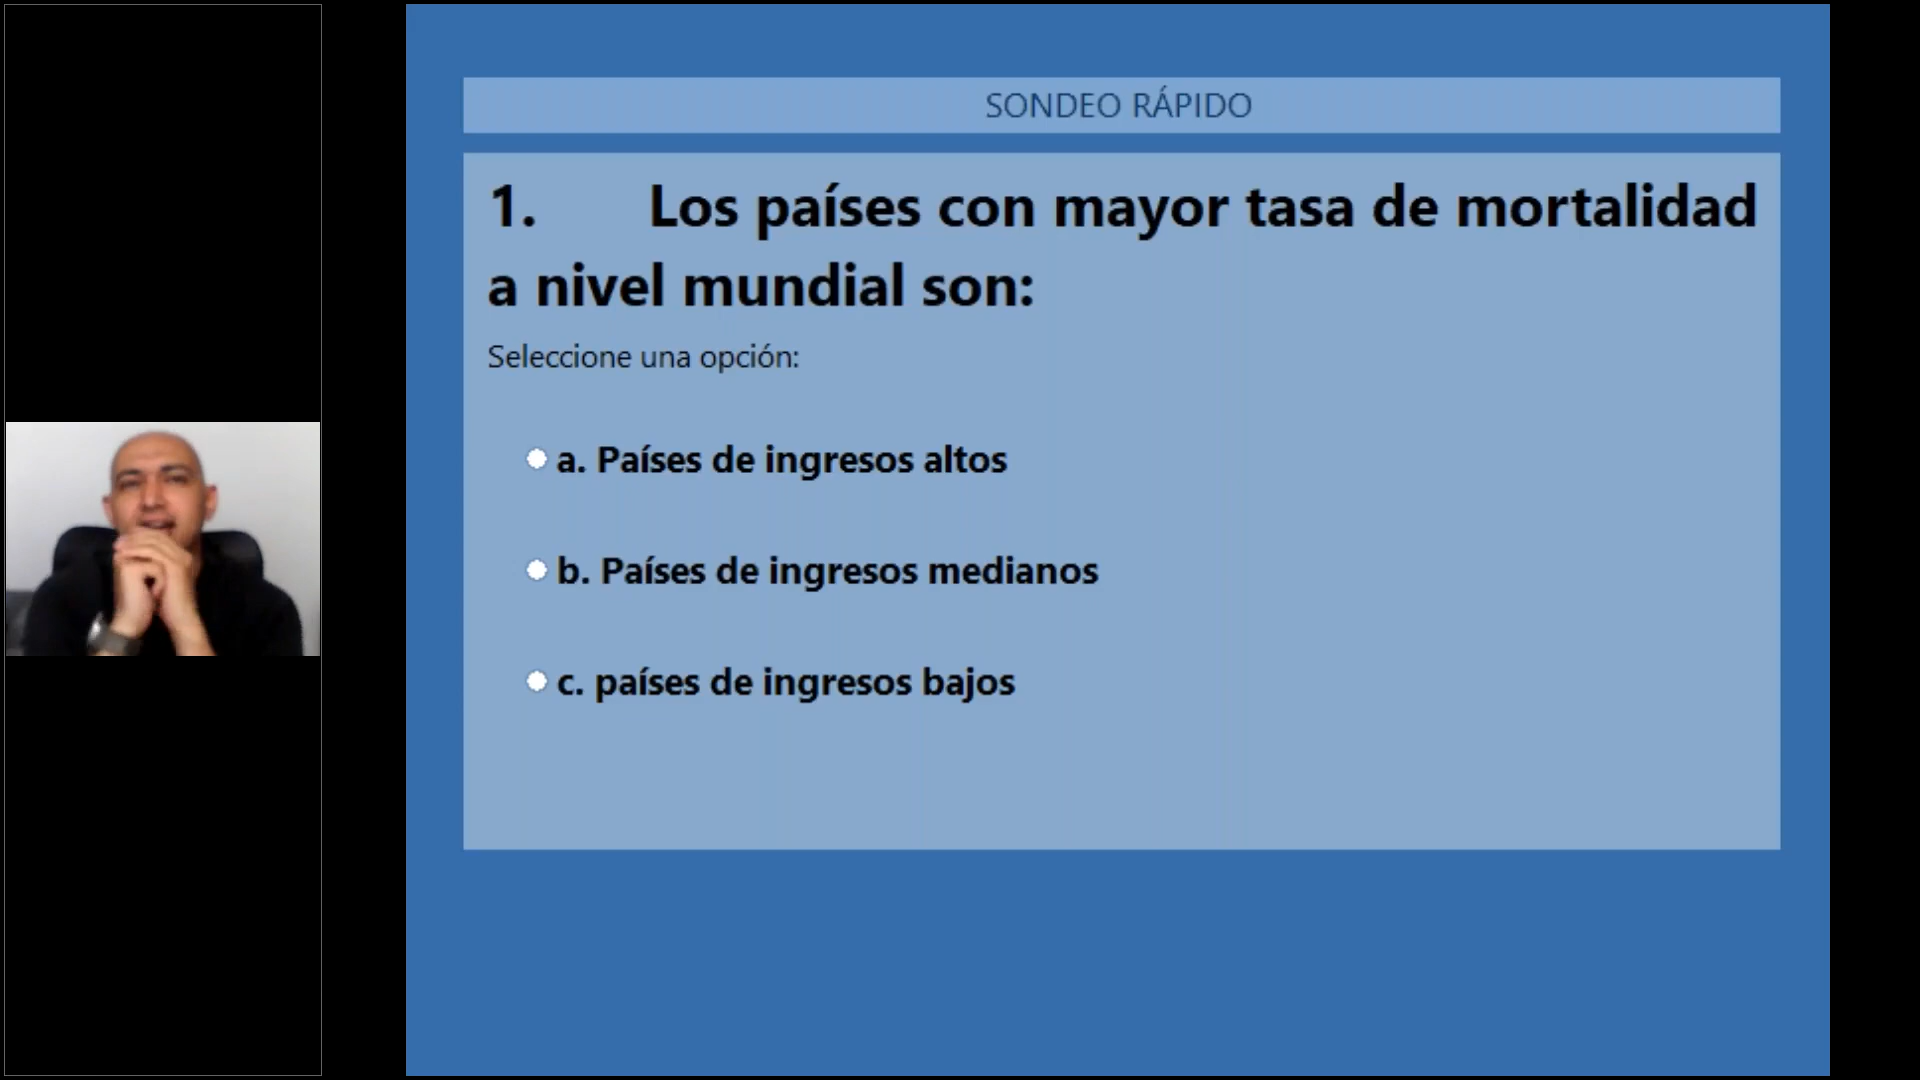 SONDEO RÁPIDO
1. Los países con mayor tasa de mortalidad
a nivel mundial son:
Seleccione una opción:
a. Países de ingresos altos
b. Países de ingresos medianos
c. países de ingresos bajos